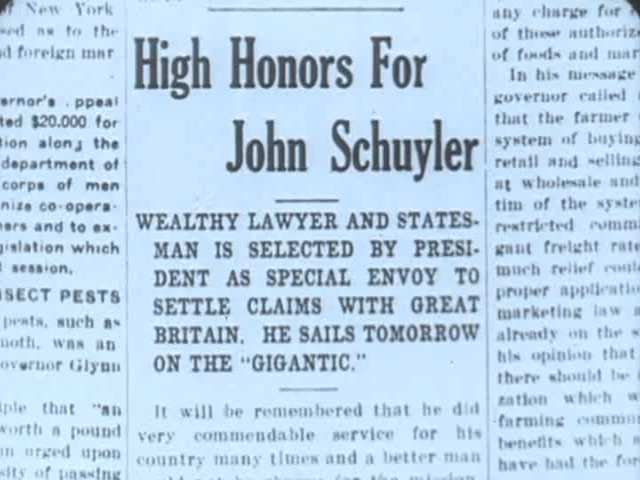 New York
as to the
foreign mar
ernor's ppeal
ted $20.000 for
tion along the
department of
corps of men
nize co-opera-
ners and to ex-
gislation which
session.
SECT PESTS
pests, such as
moth, was an
overnor Glynn
ple that "an
worth a pound
urged upon
sity of passing
High Honors For
John Schuyler
WEALTHY LAWYER AND STATES-
MAN IS SELECTED BY PRESI-
DENT AS SPECIAL ENVOY TO
SETTLE CLAIMS WITH GREAT
BRITAIN. HE SAILS TOMORROW
ON THE "GIGANTIC."
It will be remembered that he did
very commendable service for his
country many times and a better man
any charge for
of those authoriz
of foods and mar
In his message
governor called
that the farmer
system of buying
retail and selling
at wholesale and
tim of the syste
restricted comm
gant freight rate
much relief coul
proper applicatio
marketing law a
already on the s
his opinion that
there should be
zation which w
farming commu
benefits which a
have had the for